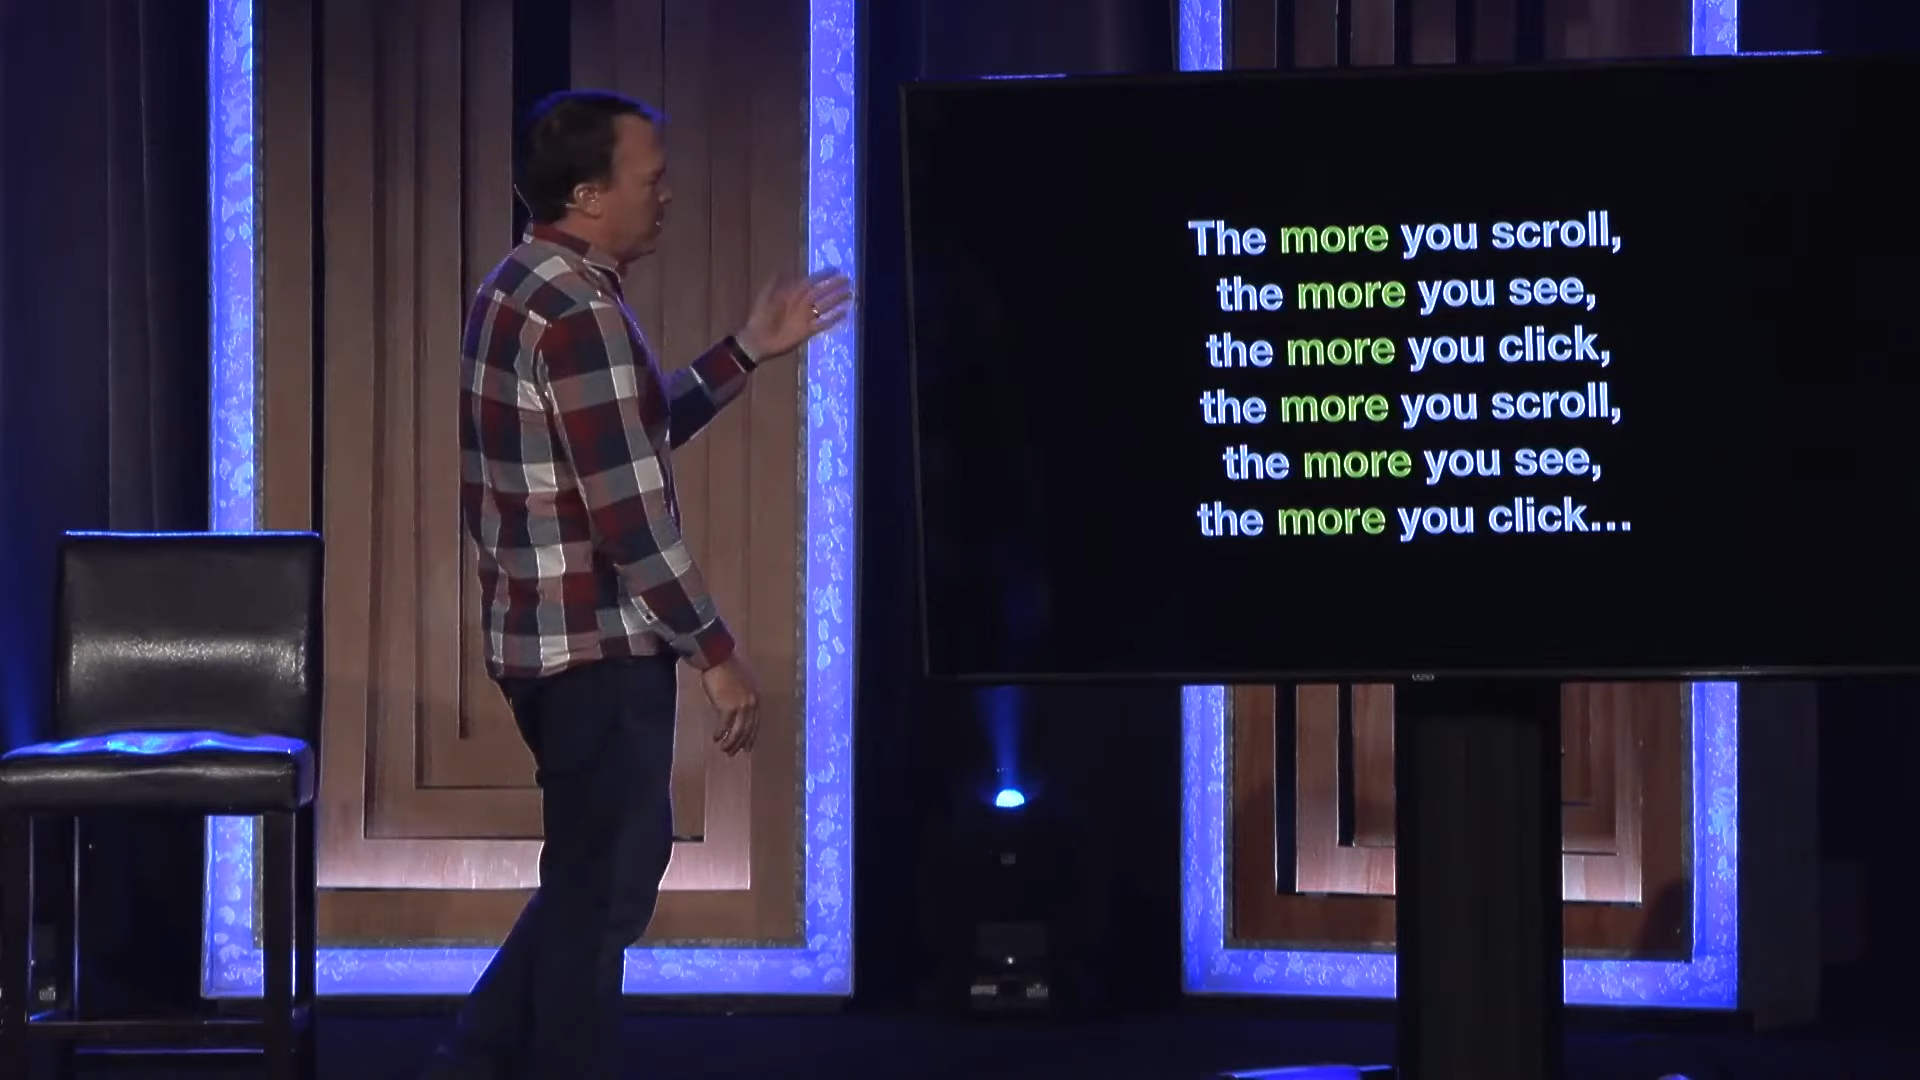 The more you scroll,
the more you see,
the more you click,
the more you scroll,
the more you see,
the more you click...